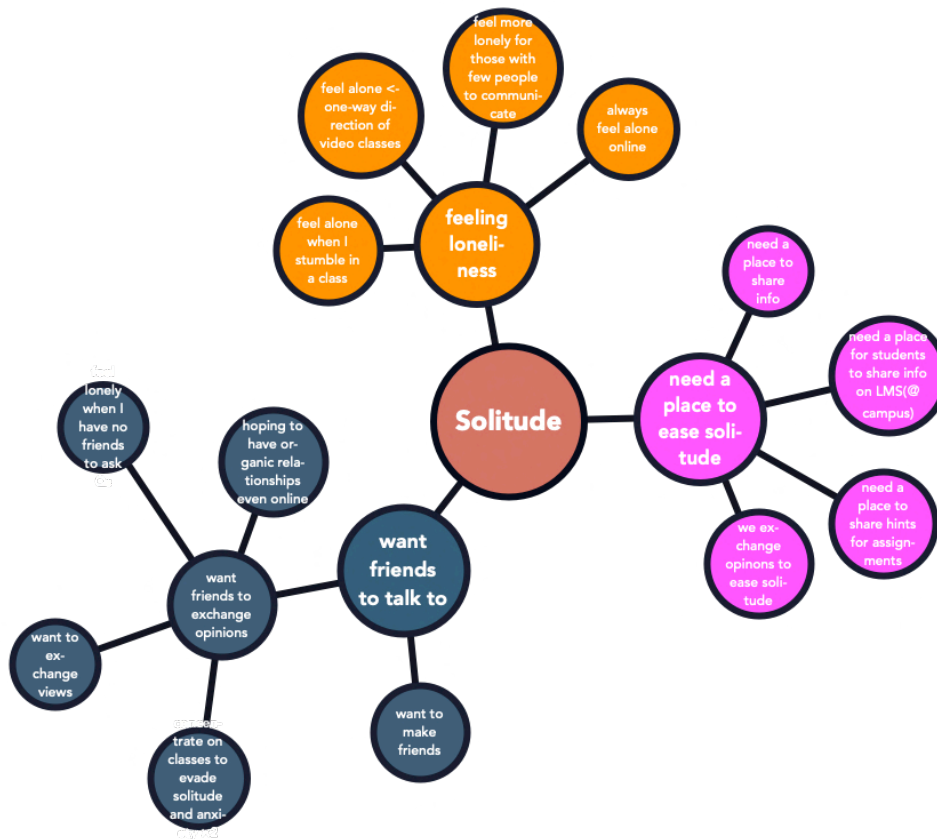 feel more
lonely for
those with
few people
to communi-
cate
feel alone <-
one-way di-
rection of
video classes
always
feel alone
online
feeling
loneli-
ness
feel alone
when I
stumble in
a class
need a
place to
share
info
need a place
for students
to share info
on LMS(@
campus)
need a
place to
ease soli-
tude
Solitude
need a
place to
share hints
for assign-
ments
we ex-
change
opinons to
ease soli-
tude
lonely
when I
have no
friends
to ask
hoping to
have or-
ganic rela-
tionships
even online
want
friends
to talk to
want
friends to
exchange
opinions
want to
ex-
change
views
want to
make
friends
trate on
classes to
evade
solitude
and anxi-